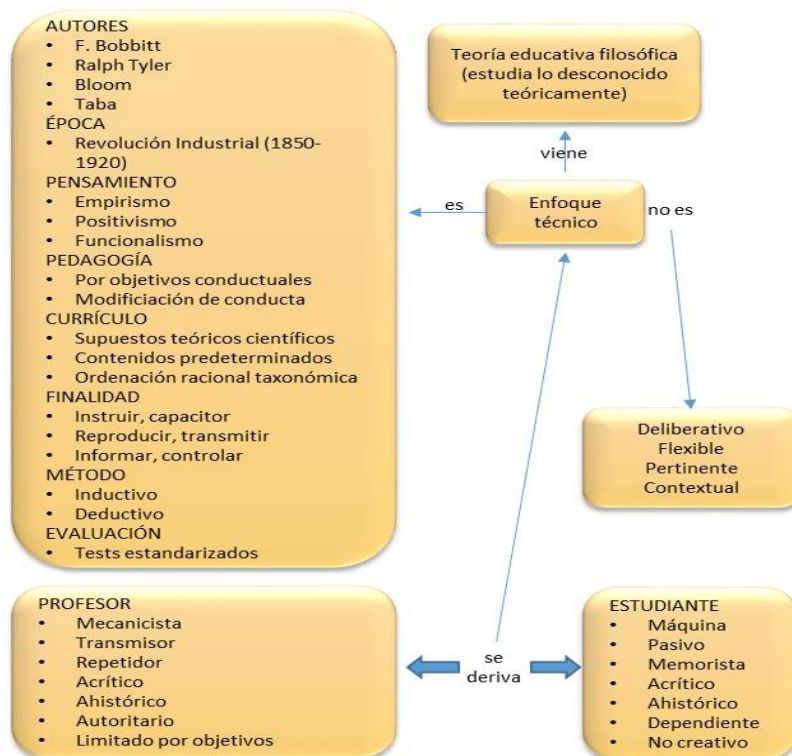 AUTORES
• F. Bobbitt
• Ralph Tyler
• Bloom
• Taba
ÉPOCA
• Revolución Industrial (1850-
1920)
PENSAMIENTO
• Empirismo
• Positivismo
• Funcionalismo
PEDAGOGÍA
• Por objetivos conductuales
• Modificiación de conducta
CURRÍCULO
• Supuestos teóricos científicos
• Contenidos predeterminados
• Ordenación racional taxonómica
FINALIDAD
• Instruir, capacitor
• Reproducir, transmitir
• Informar, controlar
MÉTODO
• Inductivo
• Deductivo
EVALUACIÓN
• Tests estandarizados
Teoría educativa filosófica
(estudia lo desconocido
teóricamente)
viene
es
Enfoque
técnico
no es
Deliberativo
Flexible
Pertinente
Contextual
PROFESOR
• Mecanicista
• Transmisor
• Repetidor
• Acrítico
• Ahistórico
• Autoritario
• Limitado por objetivos
se
deriva
ESTUDIANTE
• Máquina
• Pasivo
• Memorista
• Acrítico
• Ahistórico
• Dependiente
• No creativo